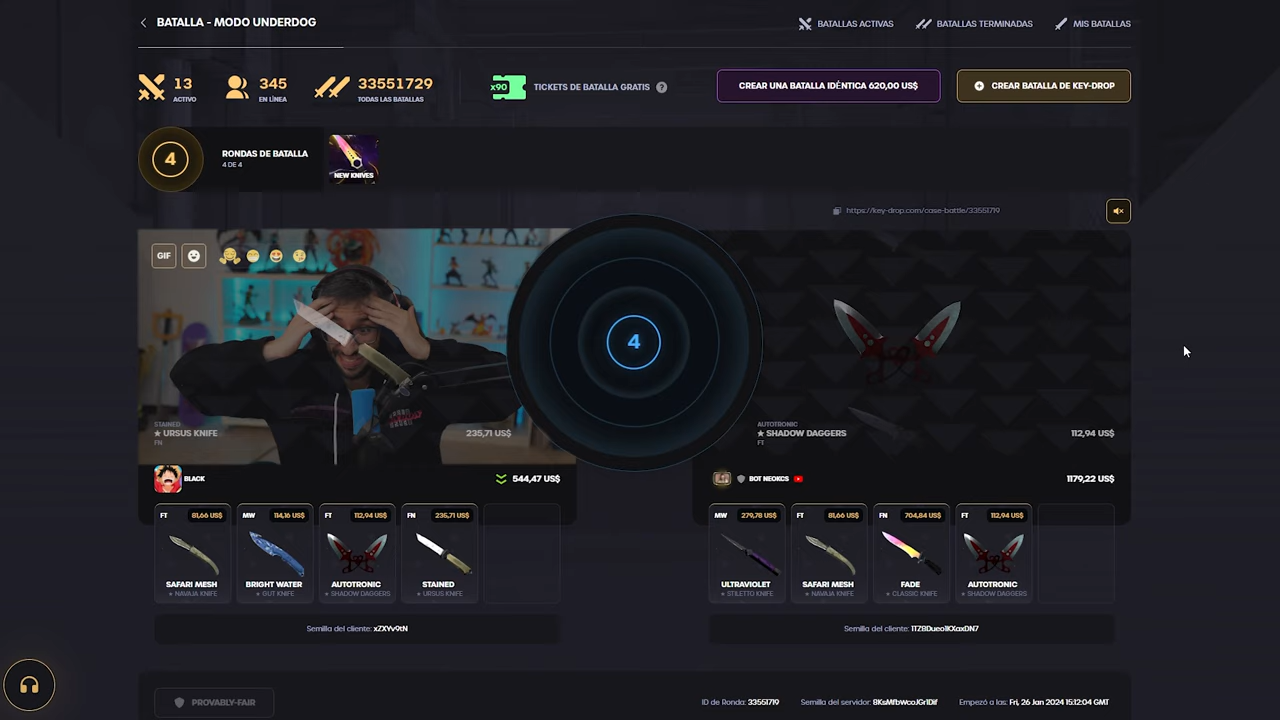 BATALLA - MODO UNDERDOG
BATALLAS ACTIVAS
BATALLAS TERMINADAS
MIS BATALLAS
13
ACTIVO
345
EN LÍNEA
33551729
TODAS LAS BATALLAS
x90
TICKETS DE BATALLA GRATIS
?
CREAR UNA BATALLA IDÉNTICA 620,00 US$
CREAR BATALLA DE KEY-DROP
4
RONDAS DE BATALLA
4 DE 4
NEW KNIVES
https://key-drop.com/case-battle/33551719
GIF
4
STAINED
★ URSUS KNIFE
FN
235,71 US$
AUTOTRONIC
★ SHADOW DAGGERS
FT
112,94 US$
BLACK
544,47 US$
BOT NEOKCS
1179,22 US$
FT 81,66 US$
SAFARI MESH
★ NAVAJA KNIFE
MW 114,16 US$
BRIGHT WATER
★ GUT KNIFE
FT 112,94 US$
AUTOTRONIC
★ SHADOW DAGGERS
FN 235,71 US$
STAINED
★ URSUS KNIFE
MW 279,78 US$
ULTRAVIOLET
★ STILETTO KNIFE
FT 81,66 US$
SAFARI MESH
★ NAVAJA KNIFE
FN 704,84 US$
FADE
★ CLASSIC KNIFE
FT 112,94 US$
AUTOTRONIC
★ SHADOW DAGGERS
Semilla del cliente: xZXYv9tN
Semilla del cliente:
PROVABLY-FAIR
ID de Ronda: 33551719
Semilla del servidor:
Empezó a las: Fri, 26 Jan 2024 15:12:04 GMT